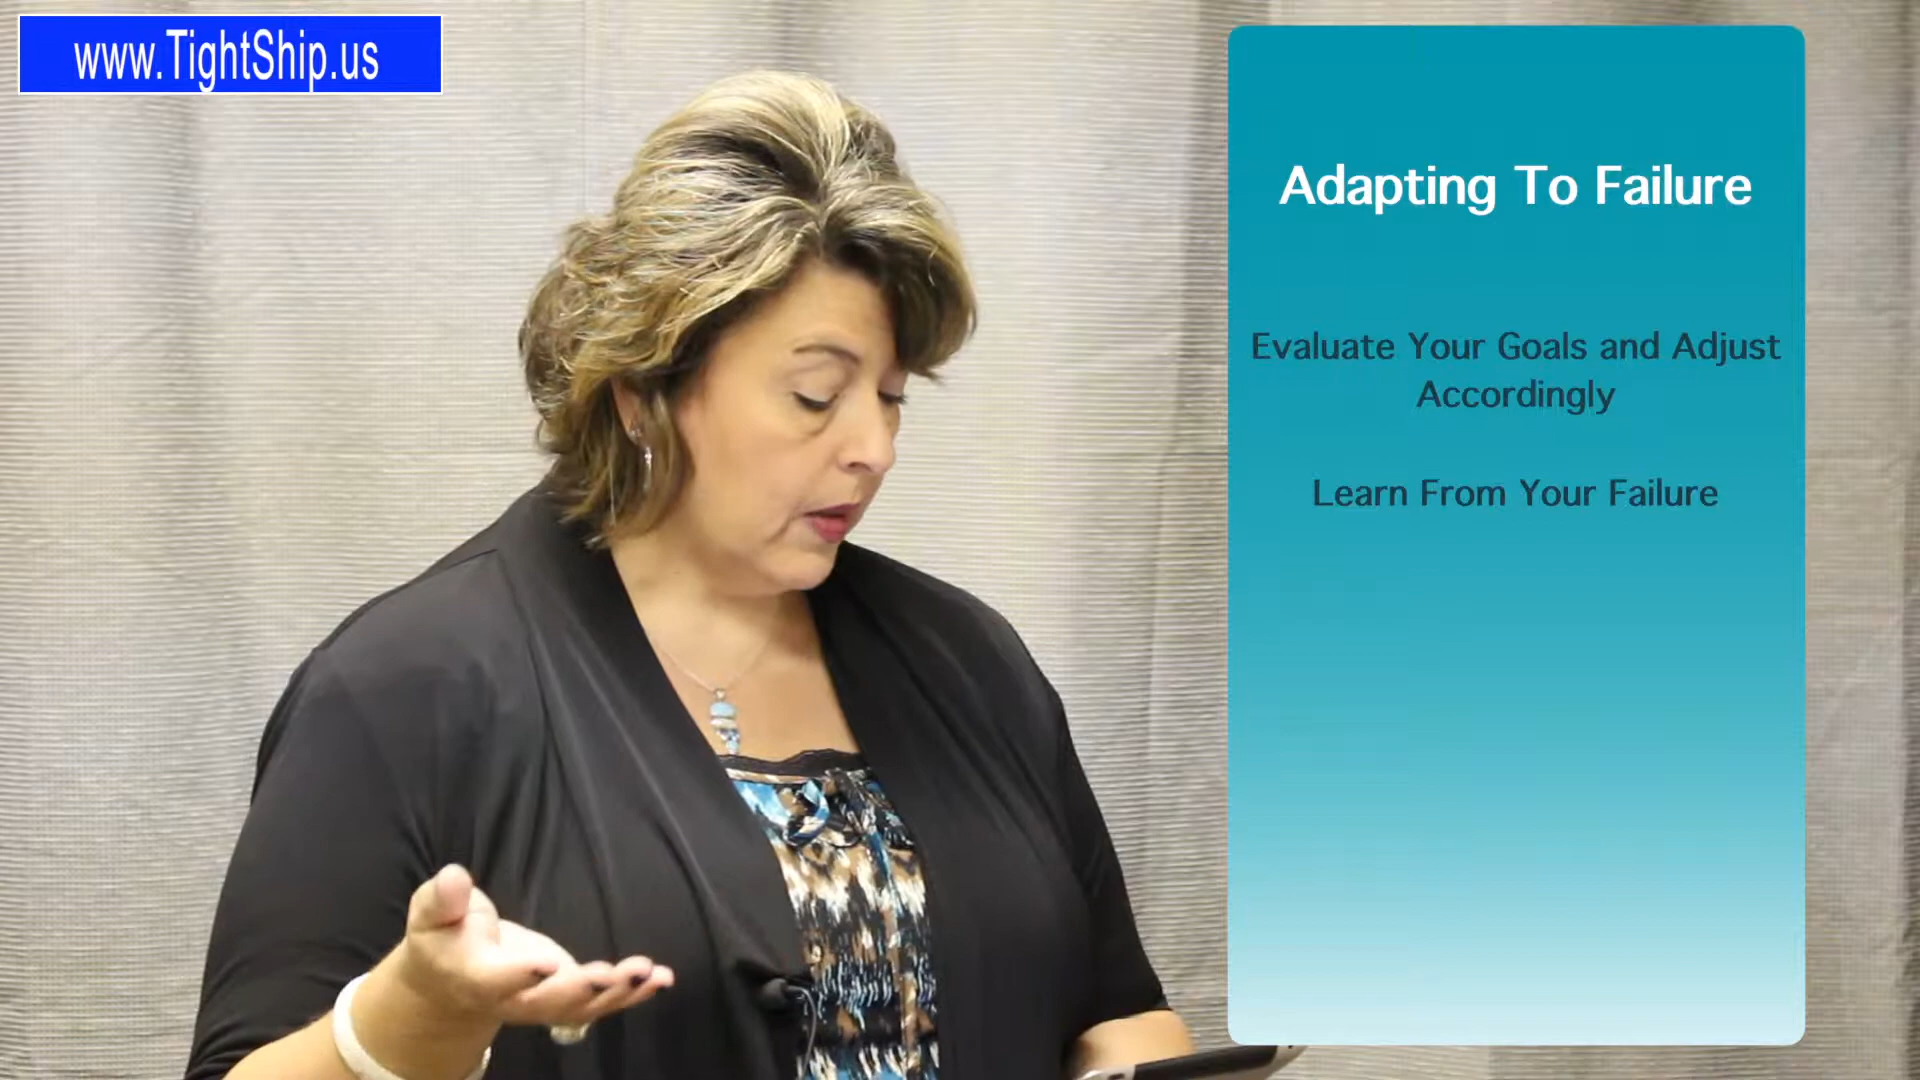 www.TightShip.us
Adapting To Failure
Evaluate Your Goals and Adjust
Accordingly
Learn From Your Failure